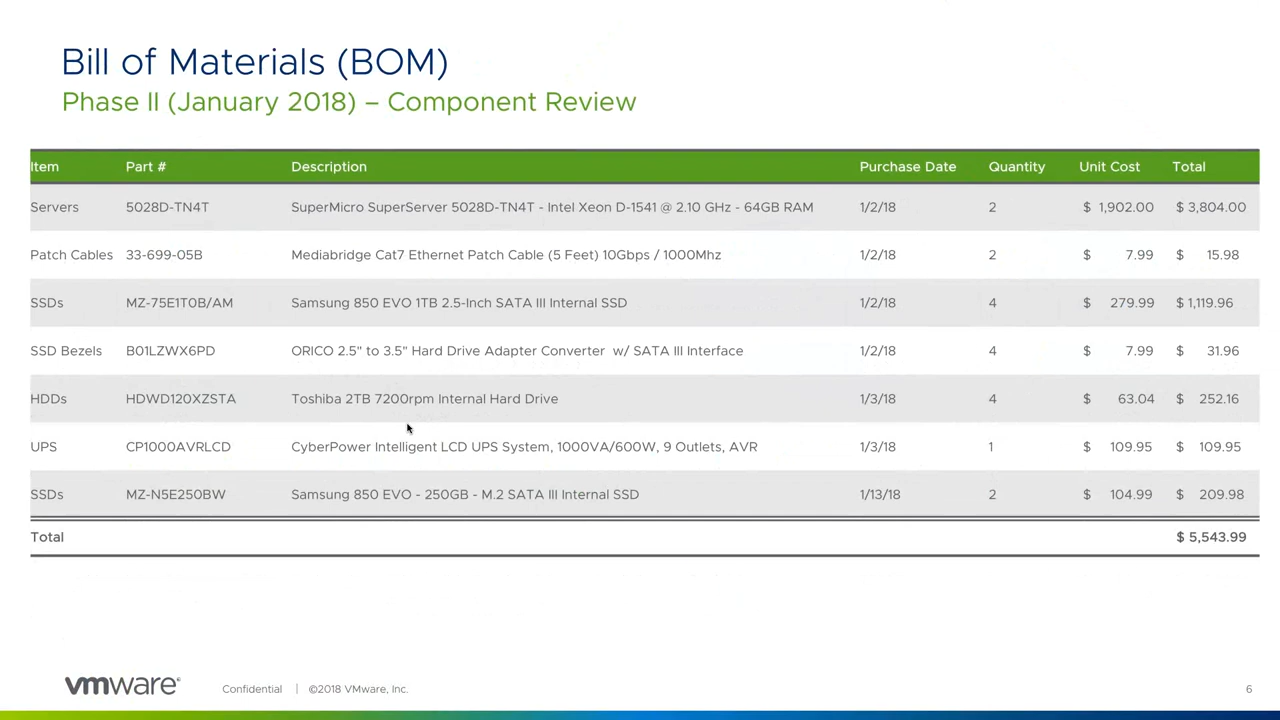 Bill of Materials (BOM)
Phase II (January 2018) – Component Review
Item Part # Description Purchase Date Quantity Unit Cost Total
Servers 5028D-TN4T SuperMicro SuperServer 5028D-TN4T - Intel Xeon D-1541 @ 2.10 GHz - 64GB RAM 1/2/18 2 $ 1,902.00 $ 3,804.00
Patch Cables 33-699-05B Mediabridge Cat7 Ethernet Patch Cable (5 Feet) 10Gbps / 1000Mhz 1/2/18 2 $ 7.99 $ 15.98
SSDs MZ-75E1T0B/AM Samsung 850 EVO 1TB 2.5-Inch SATA III Internal SSD 1/2/18 4 $ 279.99 $ 1,119.96
SSD Bezels B01LZWX6PD ORICO 2.5" to 3.5" Hard Drive Adapter Converter w/ SATA III Interface 1/2/18 4 $ 7.99 $ 31.96
HDDs HDWD120XZSTA Toshiba 2TB 7200rpm Internal Hard Drive 1/3/18 4 $ 63.04 $ 252.16
UPS CP1000AVRLCD CyberPower Intelligent LCD UPS System, 1000VA/600W, 9 Outlets, AVR 1/3/18 1 $ 109.95 $ 109.95
SSDs MZ-N5E250BW Samsung 850 EVO - 250GB - M.2 SATA III Internal SSD 1/13/18 2 $ 104.99 $ 209.98
Total $ 5,543.99
vmware® Confidential | ©2018 VMware, Inc. 6